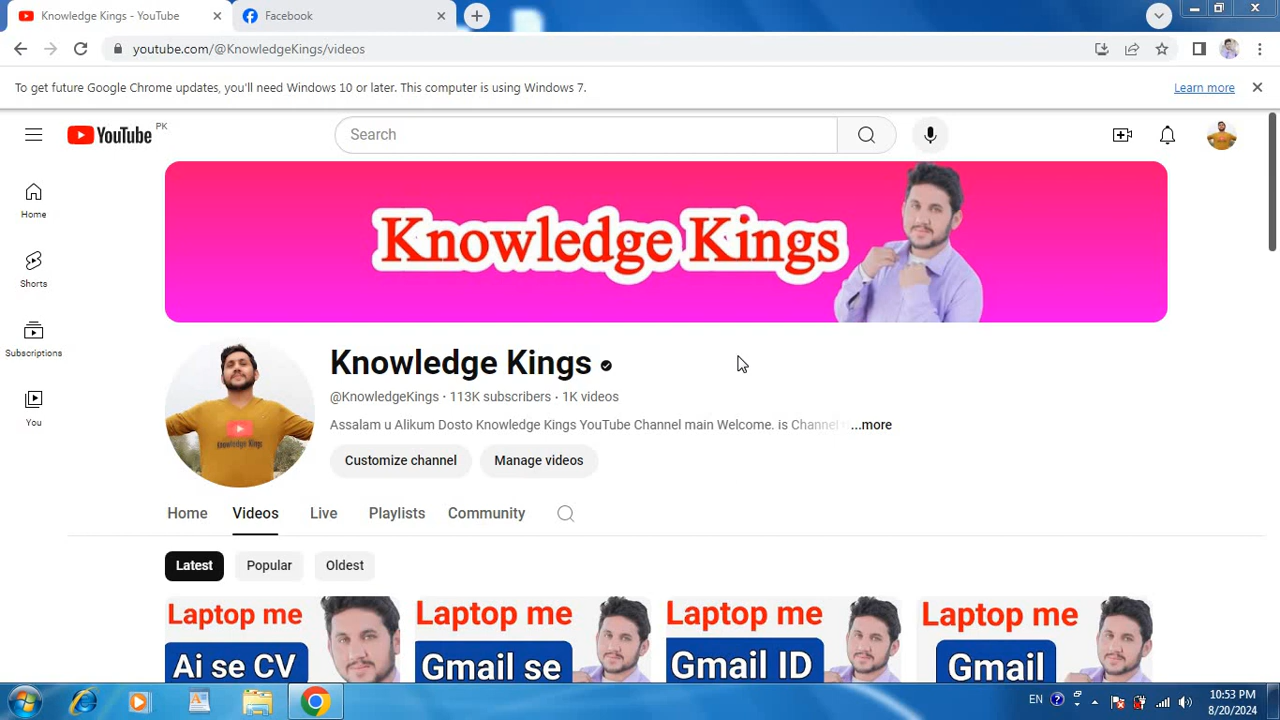 Knowledge Kings - YouTube
Facebook
youtube.com/@KnowledgeKings/videos
To get future Google Chrome updates, you'll need Windows 10 or later. This computer is using Windows 7.
Learn more
YouTube PK
Search
Home
Shorts
Subscriptions
You
Knowledge Kings
Knowledge Kings
Knowledge Kings
@KnowledgeKings · 113K subscribers · 1K videos
Assalam u Alikum Dosto Knowledge Kings YouTube Channel main Welcome. is Channel ...more
Customize channel
Manage videos
Home
Videos
Live
Playlists
Community
Latest
Popular
Oldest
Laptop me
Ai se CV
Laptop me
Gmail se
Laptop me
Gmail ID
Laptop me
Gmail
EN
10:53 PM
8/20/2024